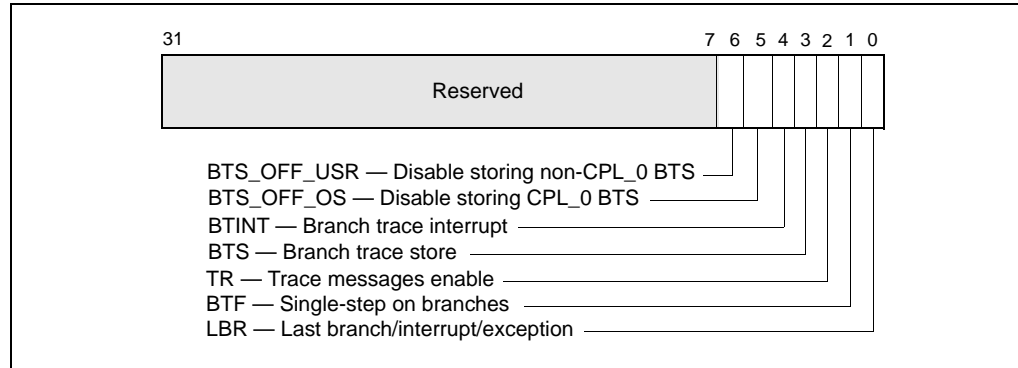 31 7 6 5 4 3 2 1 0
Reserved
BTS_OFF_USR — Disable storing non-CPL_0 BTS
BTS_OFF_OS — Disable storing CPL_0 BTS
BTINT — Branch trace interrupt
BTS — Branch trace store
TR — Trace messages enable
BTF — Single-step on branches
LBR — Last branch/interrupt/exception